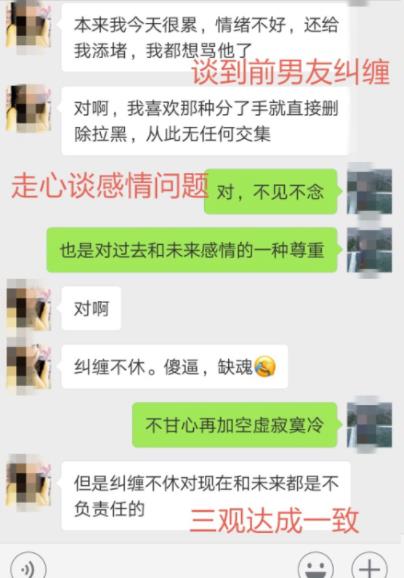 本来我今天很累，情绪不好，还给
我添堵，我都想骂他了
谈到前男友纠缠
对啊，我喜欢那种分了手就直接删
除拉黑，从此无任何交集
走心谈感情问题
对，不见不念
也是对过去和未来感情的一种尊重
对啊
纠缠不休。傻逼，缺魂
不甘心再加空虚寂寞冷
但是纠缠不休对现在和未来都是不
负责任的
三观达成一致